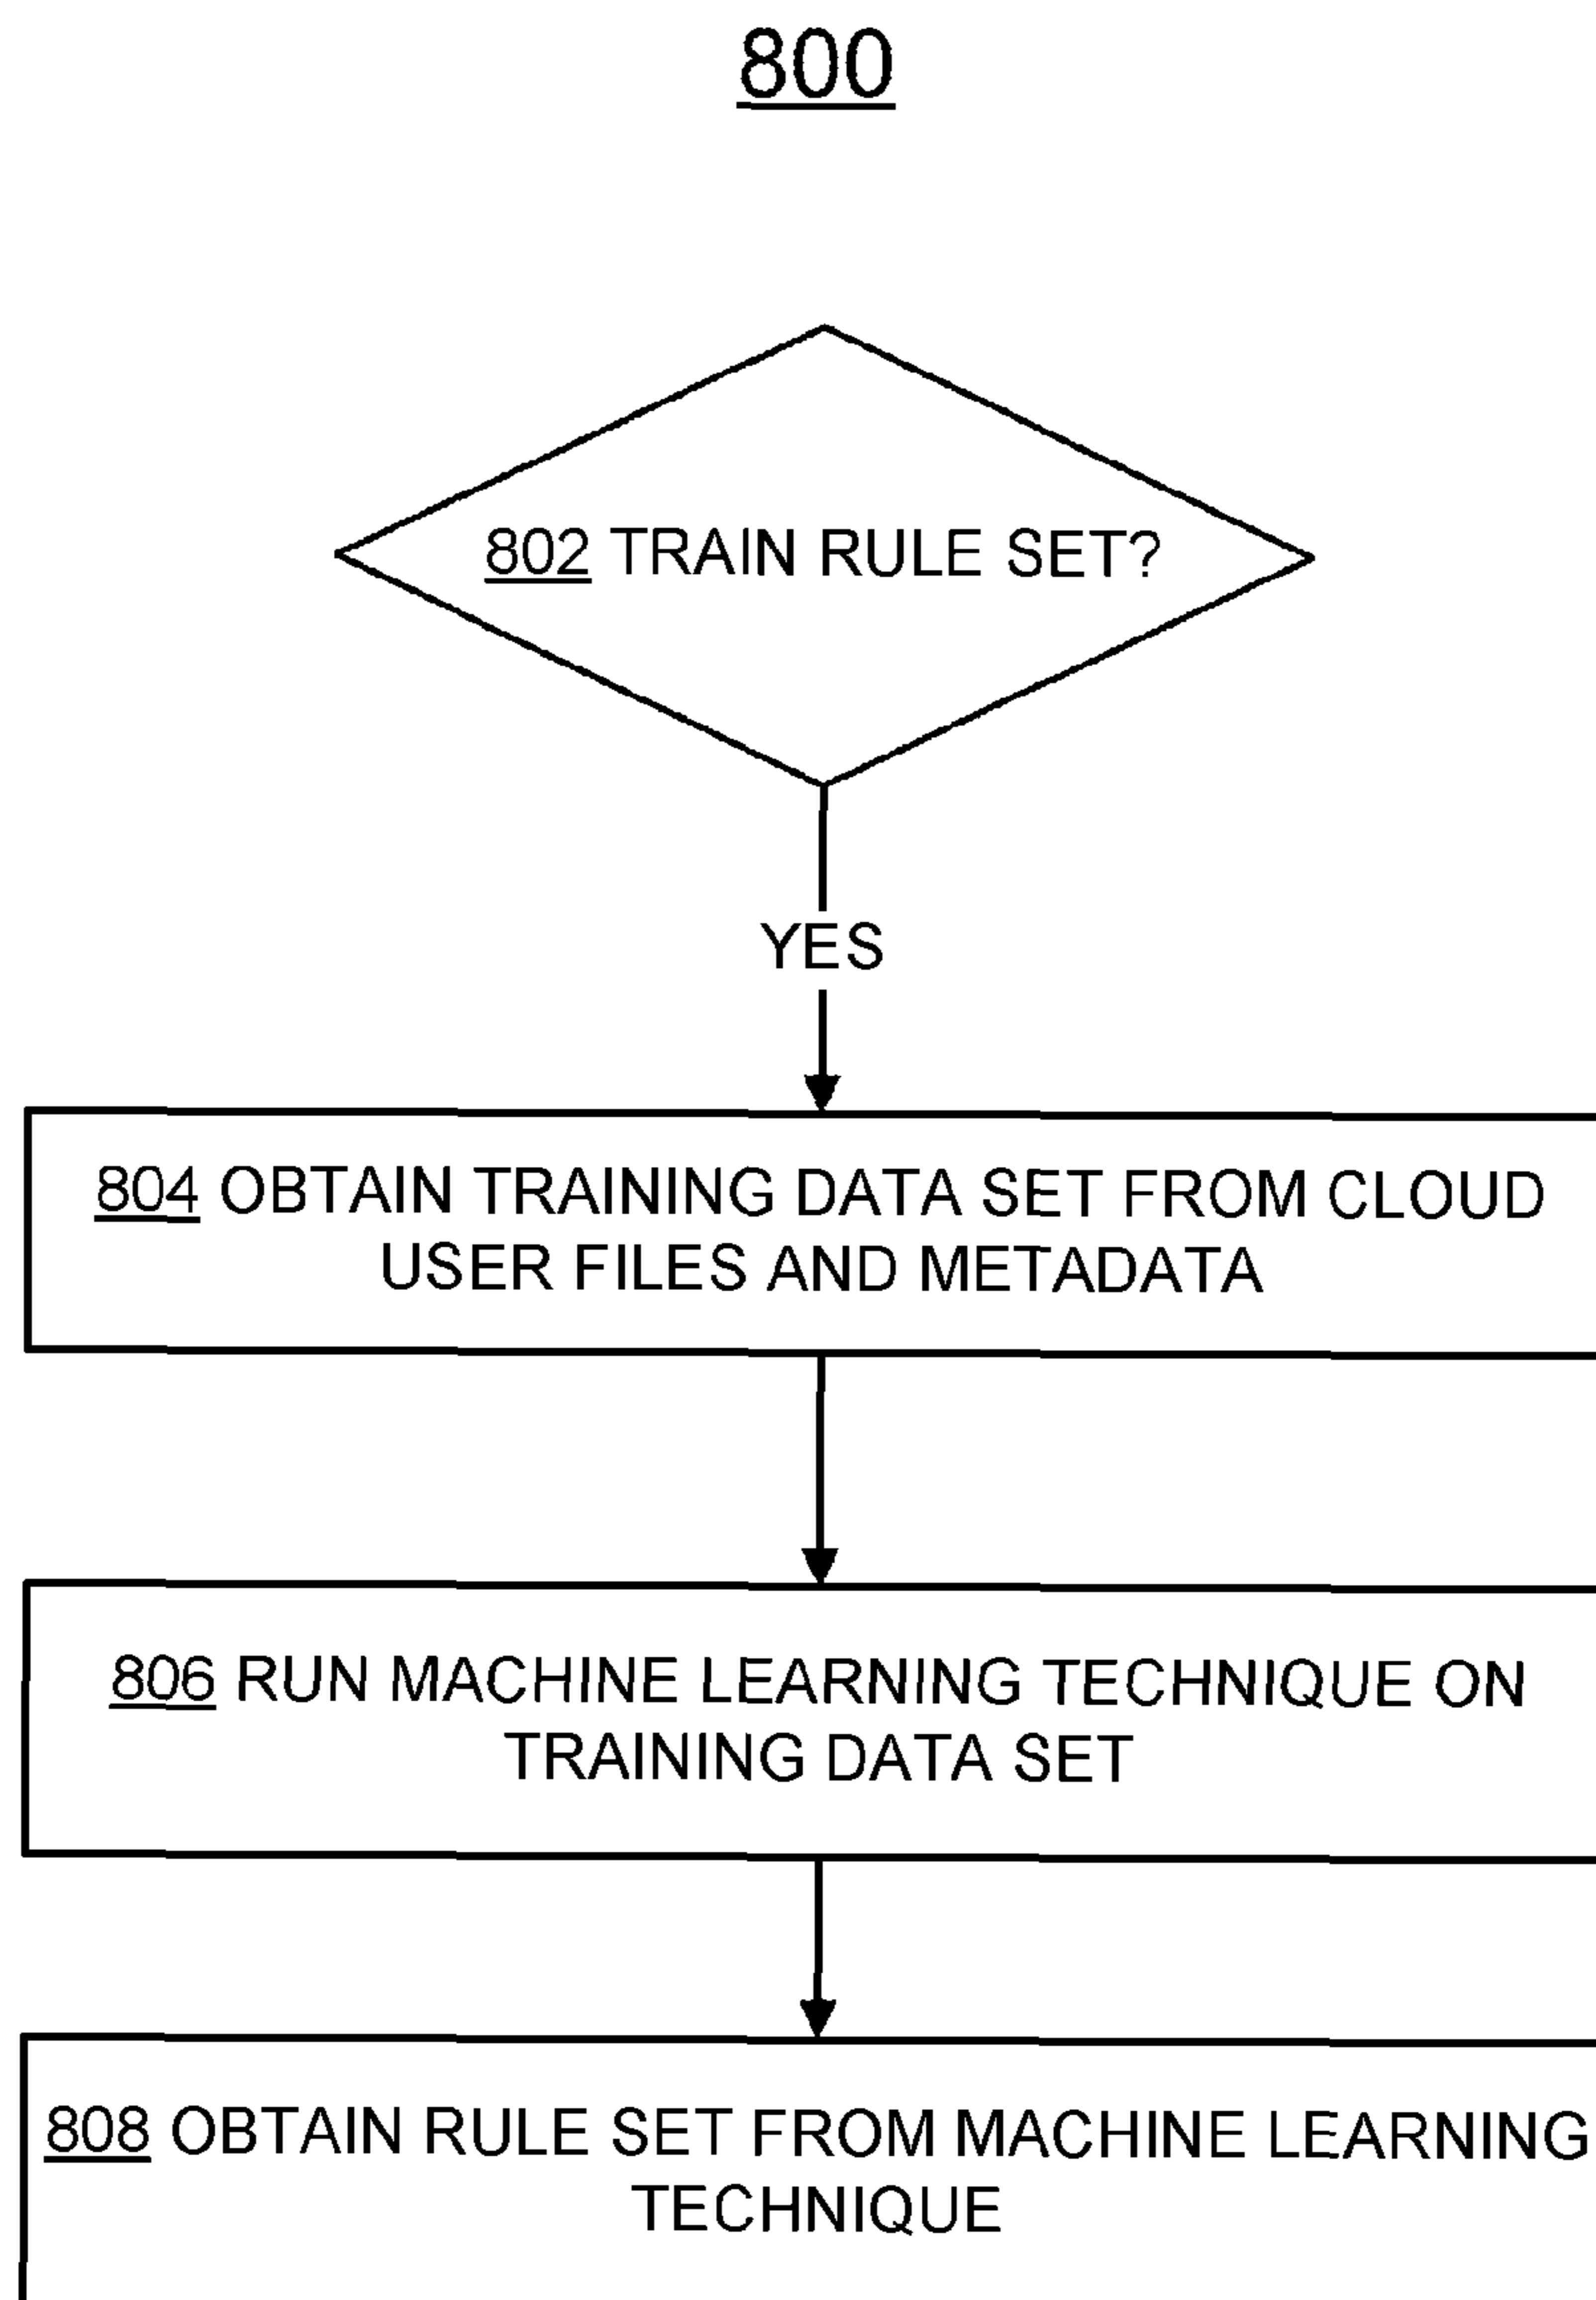 800
802 TRAIN RULE SET?
YES
804 OBTAIN TRAINING DATA SET FROM CLOUD
USER FILES AND METADATA
806 RUN MACHINE LEARNING TECHNIQUE ON
TRAINING DATA SET
808 OBTAIN RULE SET FROM MACHINE LEARNING
TECHNIQUE